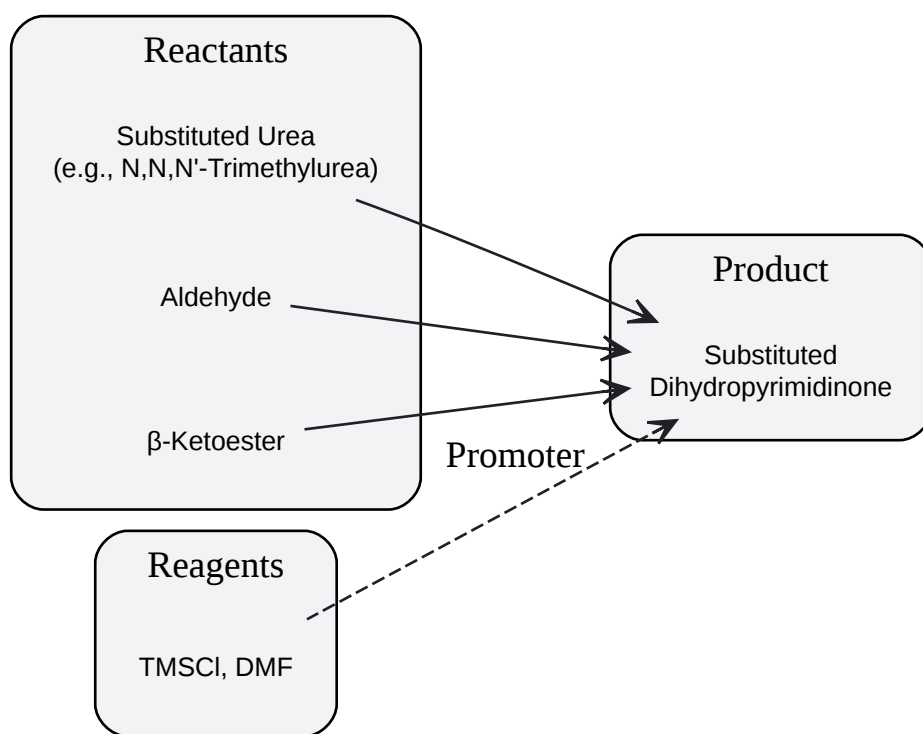 Reactants
Substituted Urea
(e.g., N,N,N'-Trimethylurea)
Aldehyde
β-Ketoester
Product
Substituted
Dihydropyrimidinone
Promoter
Reagents
TMSCl, DMF